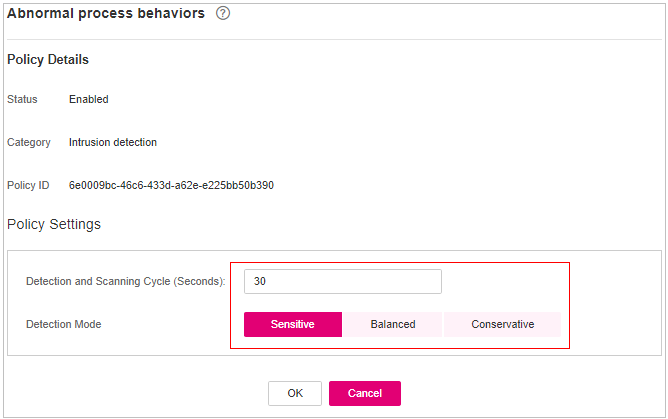 Abnormal process behaviors ?
Policy Details
Status Enabled
Category Intrusion detection
Policy ID 6e0009bc-46c6-433d-a62e-e225bb50b390
Policy Settings
Detection and Scanning Cycle (Seconds): 30
Detection Mode Sensitive Balanced Conservative
OK Cancel